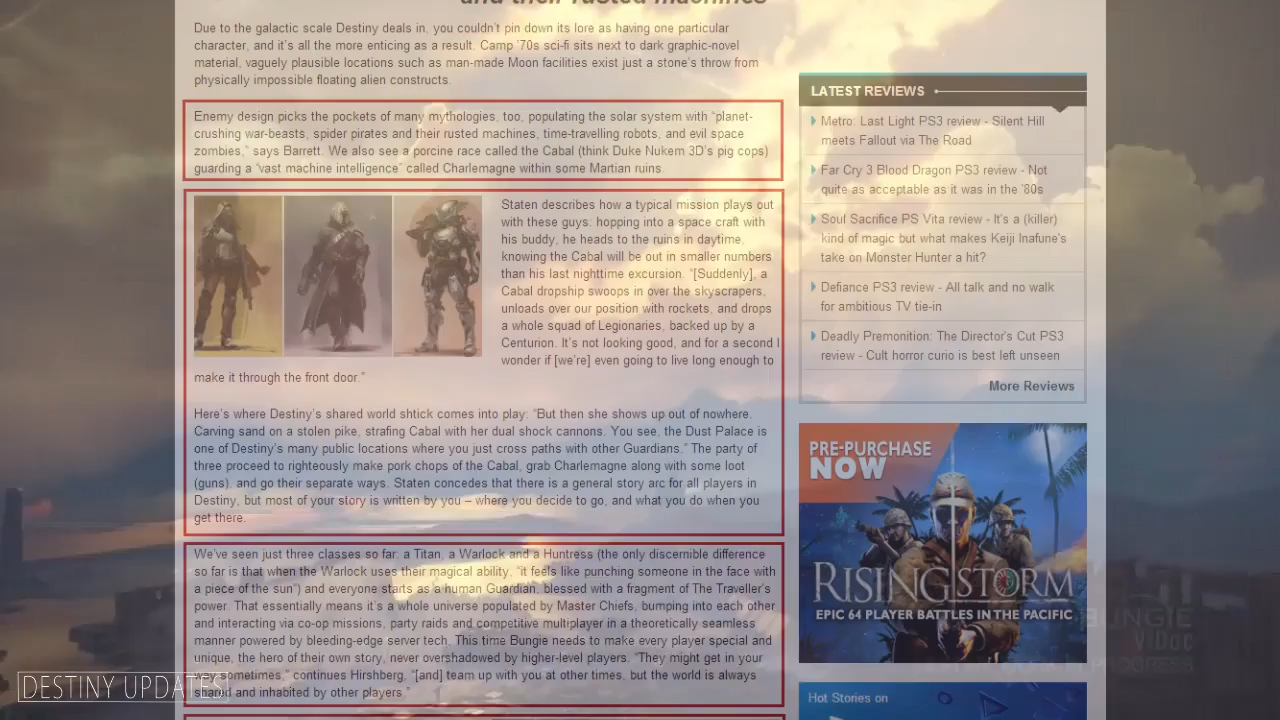 and their rusted machines
Due to the galactic scale Destiny deals in, you couldn't pin down its lore as having one particular
character, and it's all the more enticing as a result. Camp '70s sci-fi sits next to dark graphic-novel
material, vaguely plausible locations such as man-made Moon facilities exist just a stone's throw from
physically impossible floating alien constructs.
Enemy design picks the pockets of many mythologies, too, populating the solar system with “planet-
crushing war-beasts, spider pirates and their rusted machines, time-travelling robots, and evil space
zombies,” says Barrett. We also see a porcine race called the Cabal (think Duke Nukem 3D's pig cops)
guarding a “vast machine intelligence” called Charlemagne within some Martian ruins.
Staten describes how a typical mission plays out
with these guys: hopping into a space craft with
his buddy, he heads to the ruins in daytime,
knowing the Cabal will be out in smaller numbers
than his last nighttime excursion. “[Suddenly], a
Cabal dropship swoops in over the skyscrapers,
unloads over our position with rockets, and drops
a whole squad of Legionaries, backed up by a
Centurion. It's not looking good, and for a second I
wonder if [we're] even going to live long enough to
make it through the front door.”
Here's where Destiny's shared world shtick comes into play: “But then she shows up out of nowhere.
Carving sand on a stolen pike, strafing Cabal with her dual shock cannons. You see, the Dust Palace is
one of Destiny's many public locations where you just cross paths with other Guardians.” The party of
three proceed to righteously make pork chops of the Cabal, grab Charlemagne along with some loot
(guns), and go their separate ways. Staten concedes that there is a general story arc for all players in
Destiny, but most of your story is written by you – where you decide to go, and what you do when you
get there.
We've seen just three classes so far: a Titan, a Warlock and a Huntress (the only discernible difference
so far is that when the Warlock uses their magical ability, “it feels like punching someone in the face with
a piece of the sun”) and everyone starts as a human Guardian, blessed with a fragment of The Traveller's
power. That essentially means it's a whole universe populated by Master Chiefs, bumping into each other
and interacting via co-op missions, party raids and competitive multiplayer in a theoretically seamless
manner powered by bleeding-edge server tech. This time Bungie needs to make every player special and
unique, the hero of their own story, never overshadowed by higher-level players. “They might get in your
way sometimes,” continues Hirshberg, “[and] team up with you at other times, but the world is always
shared and inhabited by other players.”
LATEST REVIEWS
Metro: Last Light PS3 review - Silent Hill
meets Fallout via The Road
Far Cry 3 Blood Dragon PS3 review - Not
quite as acceptable as it was in the '80s
Soul Sacrifice PS Vita review - It's a (killer)
kind of magic but what makes Keiji Inafune's
take on Monster Hunter a hit?
Defiance PS3 review - All talk and no walk
for ambitious TV tie-in
Deadly Premonition: The Director's Cut PS3
review - Cult horror curio is best left unseen
More Reviews
PRE-PURCHASE
NOW
RISING STORM
EPIC 64 PLAYER BATTLES IN THE PACIFIC
Hot Stories on
BUNGIE
ViDoc
PROGRESS
DESTINY UPDATES